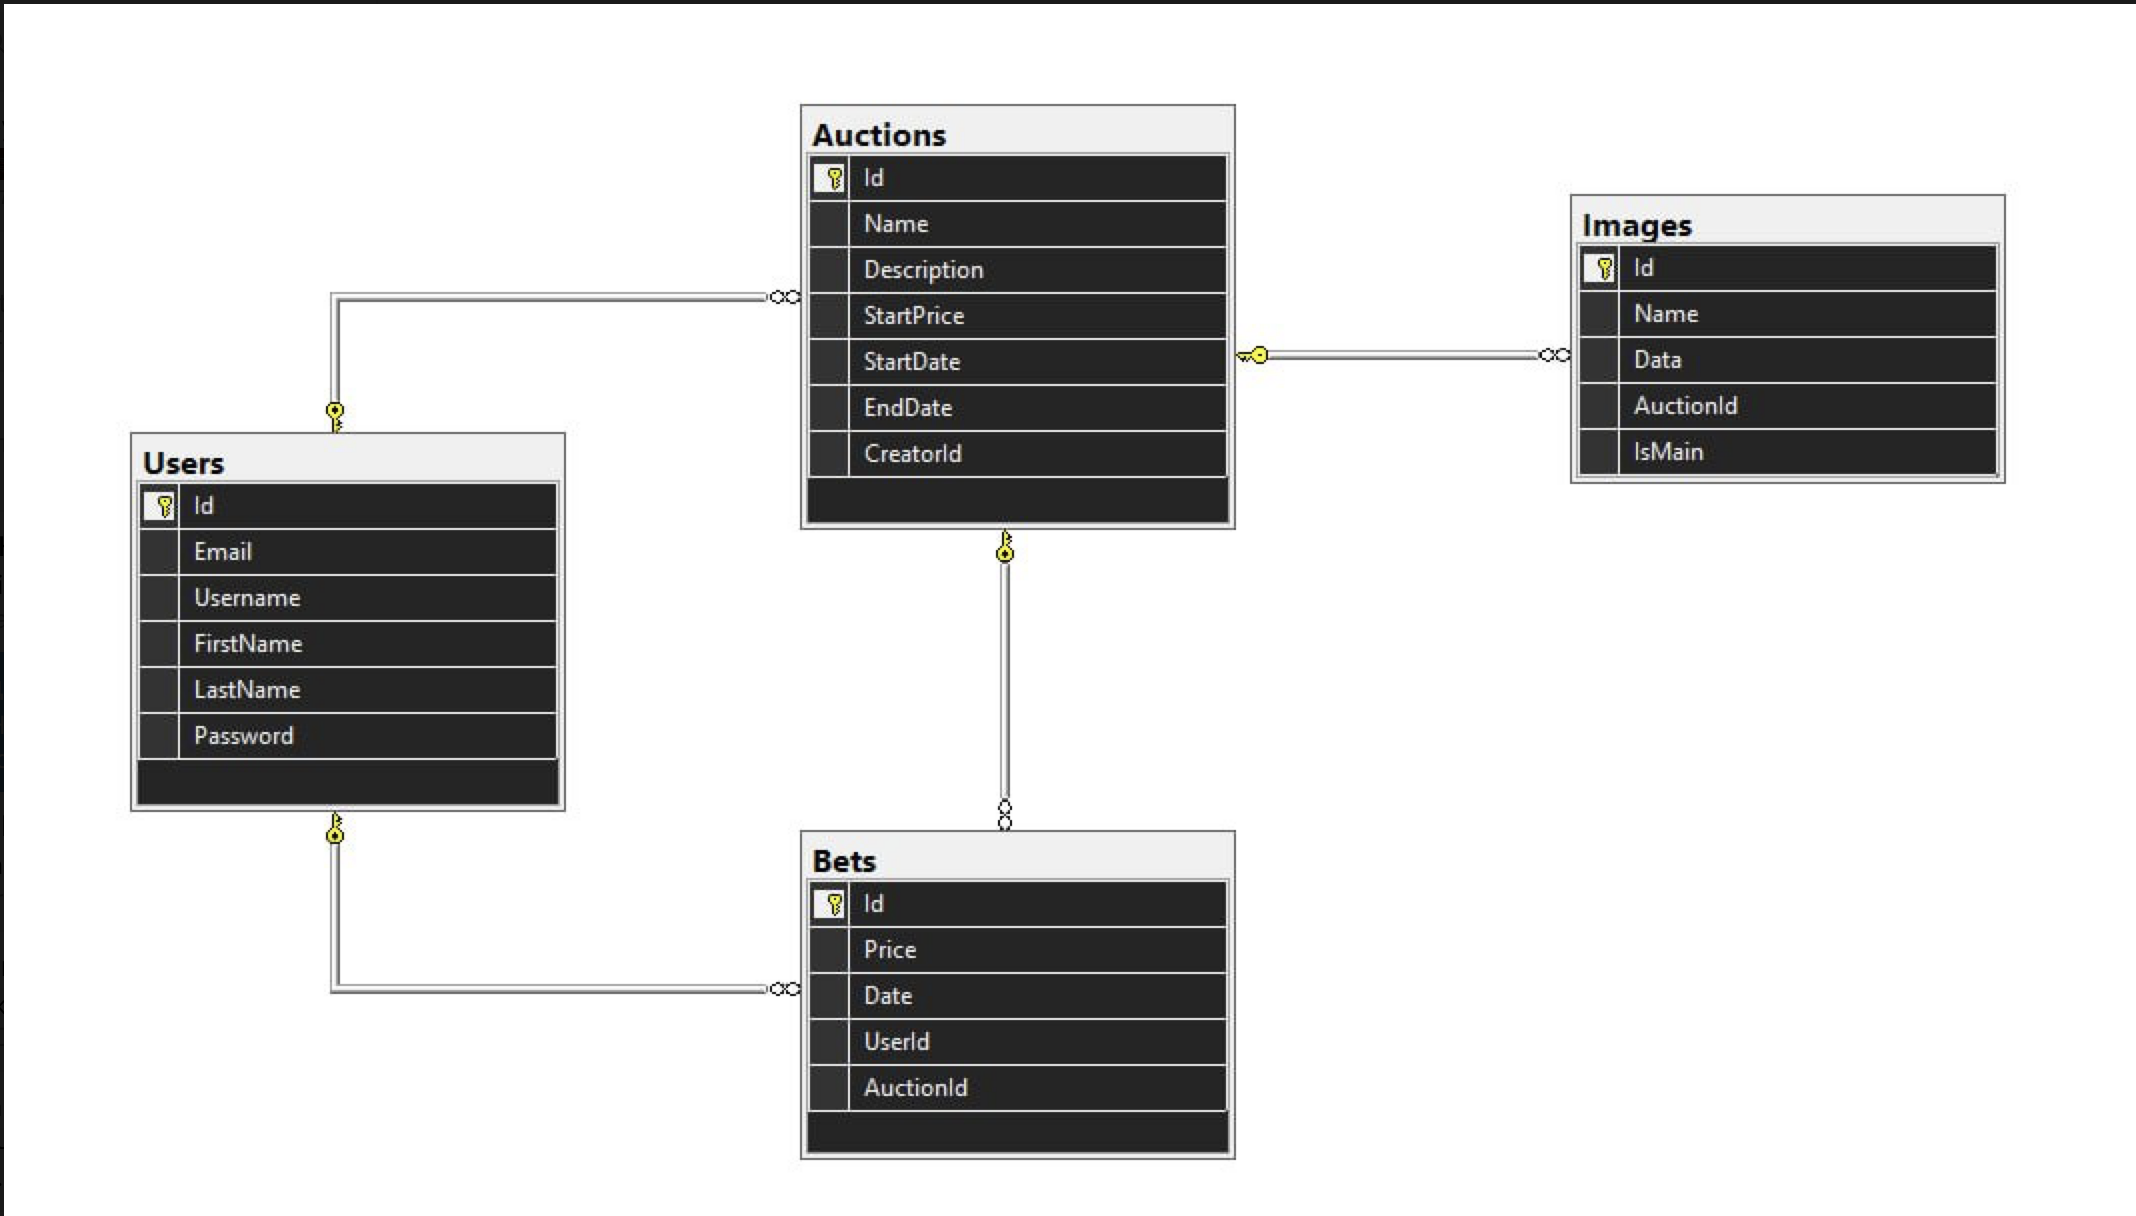 Auctions
Id
Name
Description
StartPrice
StartDate
EndDate
CreatorId
Images
Id
Name
Data
AuctionId
IsMain
Users
Id
Email
Username
FirstName
LastName
Password
Bets
Id
Price
Date
UserId
AuctionId